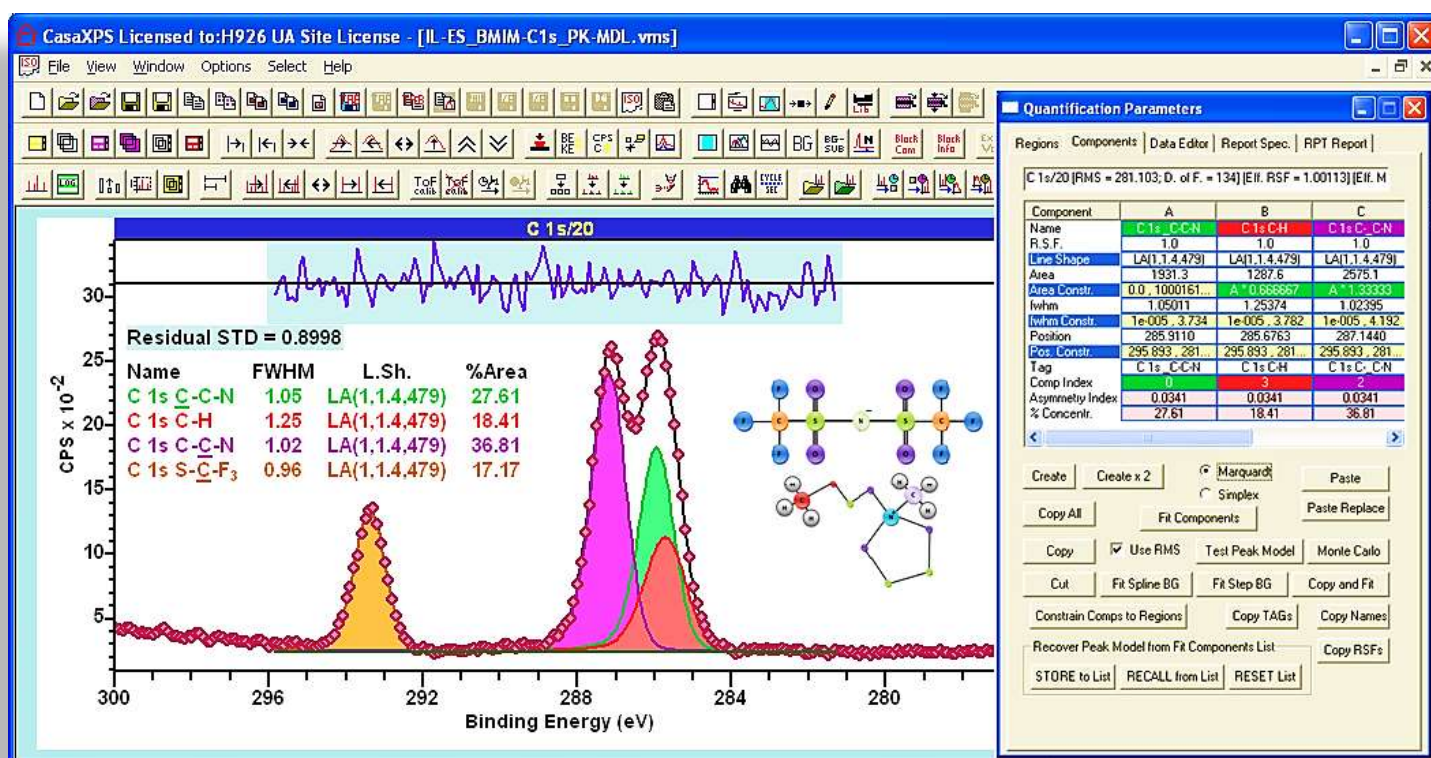 CasaXPS Licensed to:H926 UA Site License - [IL-ES_BMIM-C1s_PK-MDL.vms]
File View Window Options Select Help
C 1s/20
Residual STD = 0.8998
Name FWHM L.Sh. %Area
C 1s C-C-N 1.05 LA(1,1.4,479) 27.61
C 1s C-H 1.25 LA(1,1.4,479) 18.41
C 1s C-C-N 1.02 LA(1,1.4,479) 36.81
C 1s S-C-F₃ 0.96 LA(1,1.4,479) 17.17
CPS x 10⁻²
30
25
20
15
10
5
300 296 292 288 284 280
Binding Energy (eV)
Quantification Parameters
Regions Components Data Editor Report Spec. RPT Report
C 1s/20 [RMS = 281.103; D. of F. = 134] [Eff. RSF = 1.00113] [Eff. M
Component A B C
Name C 1s _C-C-N C 1s C-H C 1s C-_C-N
R.S.F. 1.0 1.0 1.0
Line Shape LA(1,1.4,479) LA(1,1.4,479) LA(1,1.4,479)
Area 1931.3 1287.6 2575.1
Area Constr. 0.0 , 1000161... A * 0.666667 A * 1.33333
fwhm 1.05011 1.25374 1.02395
fwhm Constr. 1e-005 , 3.734 1e-005 , 3.782 1e-005 , 4.192
Position 285.9110 285.6763 287.1440
Pos. Constr. 295.893 , 281... 295.893 , 281... 295.893 , 281...
Tag C 1s _C-C-N C 1s C-H C 1s C-_C-N
Comp Index 0 3 2
Asymmetry Index 0.0341 0.0341 0.0341
% Concentr. 27.61 18.41 36.81
Create Create x 2 Marquardt Paste
Simplex
Copy All Fit Components Paste Replace
Copy Use RMS Test Peak Model Monte Carlo
Cut Fit Spline BG Fit Step BG Copy and Fit
Constrain Comps to Regions Copy TAGs Copy Names
Recover Peak Model from Fit Components List
Copy RSFs
STORE to List RECALL from List RESET List